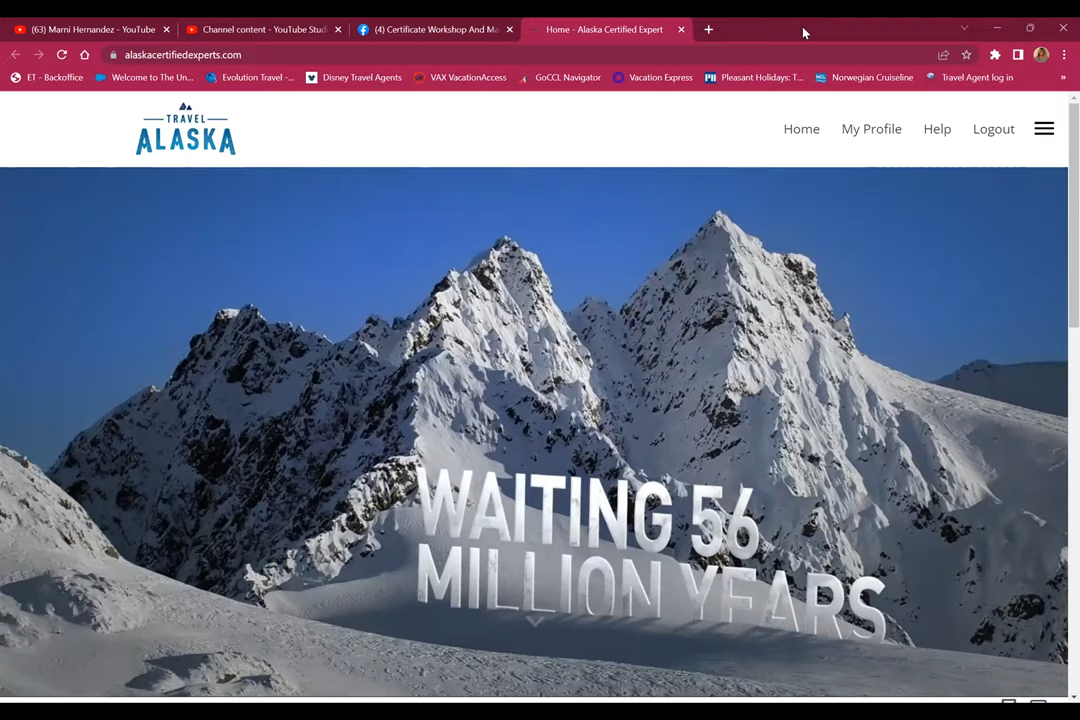 (63) Marni Hernandez - YouTube
Channel content - YouTube Stud
(4) Certificate Workshop And Ma
Home - Alaska Certified Expert
alaskacertifiedexperts.com
ET - Backoffice
Welcome to The Un...
Evolution Travel -...
Disney Travel Agents
VAX VacationAccess
GoCCL Navigator
Vacation Express
Pleasant Holidays: T...
Norwegian Cruiseline
Travel Agent log in
»
TRAVEL
ALASKA
Home
My Profile
Help
Logout
WAITING 56
MILLION YEARS